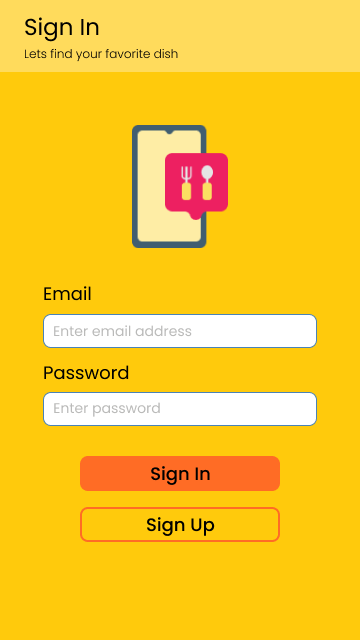 Sign In
Lets find your favorite dish
Email
Enter email address
Password
Enter password
Sign In
Sign Up